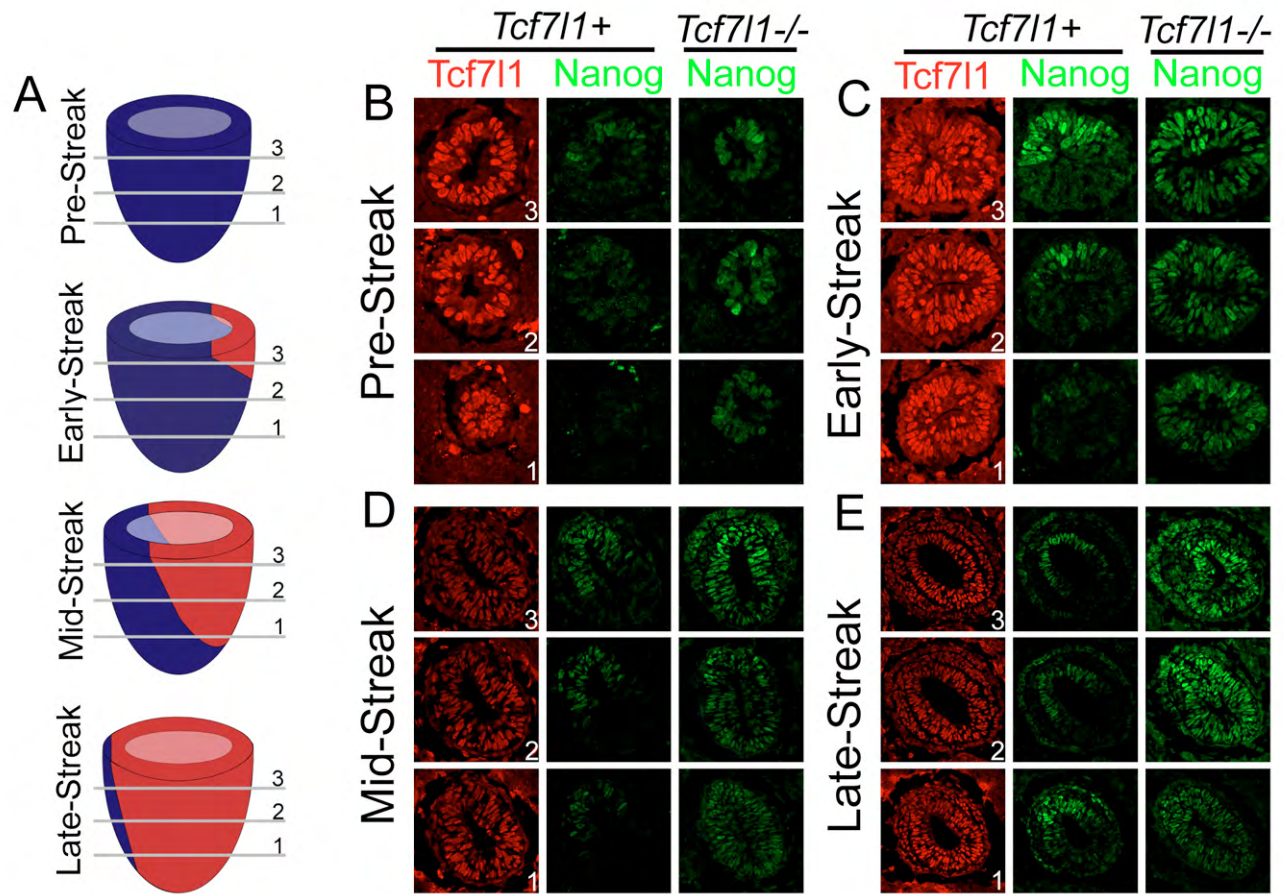 A
Pre-Streak
3
2
1
Early-Streak
3
2
1
Mid-Streak
3
2
1
Late-Streak
3
2
1
B
Tcf7l1+ Tcf7l1-/-
Tcf7l1 Nanog Nanog
Pre-Streak
3
2
1
C
Tcf7l1+ Tcf7l1-/-
Tcf7l1 Nanog Nanog
Early-Streak
3
2
1
D
Mid-Streak
3
2
1
E
Late-Streak
3
2
1